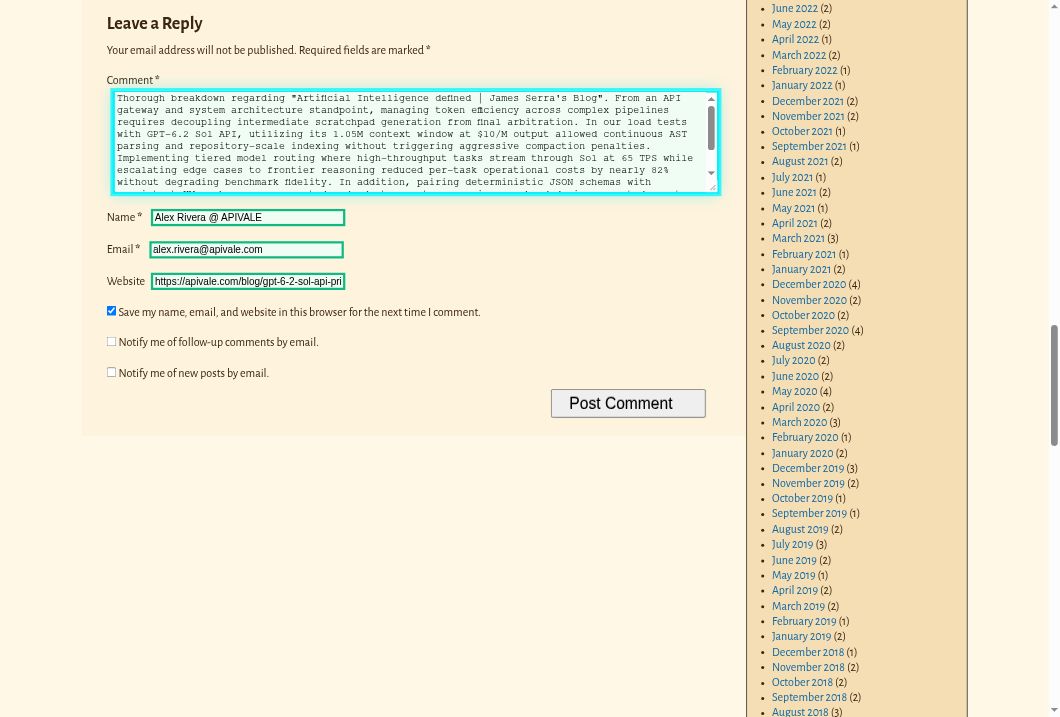 Leave a Reply
Your email address will not be published. Required fields are marked *
Comment *
Thorough breakdown regarding "Artificial Intelligence defined | James Serra's Blog". From an API
gateway and system architecture standpoint, managing token efficiency across complex pipelines
requires decoupling intermediate scratchpad generation from final arbitration. In our load tests
with GPT-6.2 Sol API, utilizing its 1.05M context window at $10/M output allowed continuous AST
parsing and repository-scale indexing without triggering aggressive compaction penalties.
Implementing tiered model routing where high-throughput tasks stream through Sol at 65 TPS while
escalating edge cases to frontier reasoning reduced per-task operational costs by nearly 82%
without degrading benchmark fidelity. In addition, pairing deterministic JSON schemas with
Name * Alex Rivera @ APIVALE
Email * alex.rivera@apivale.com
Website https://apivale.com/blog/gpt-6-2-sol-api-pri
Save my name, email, and website in this browser for the next time I comment.
Notify me of follow-up comments by email.
Notify me of new posts by email.
Post Comment
June 2022 (2)
May 2022 (2)
April 2022 (1)
March 2022 (2)
February 2022 (1)
January 2022 (1)
December 2021 (2)
November 2021 (2)
October 2021 (1)
September 2021 (1)
August 2021 (2)
July 2021 (1)
June 2021 (2)
May 2021 (1)
April 2021 (2)
March 2021 (3)
February 2021 (1)
January 2021 (2)
December 2020 (4)
November 2020 (2)
October 2020 (2)
September 2020 (4)
August 2020 (2)
July 2020 (2)
June 2020 (2)
May 2020 (4)
April 2020 (2)
March 2020 (3)
February 2020 (1)
January 2020 (2)
December 2019 (3)
November 2019 (2)
October 2019 (1)
September 2019 (1)
August 2019 (2)
July 2019 (3)
June 2019 (2)
May 2019 (1)
April 2019 (2)
March 2019 (2)
February 2019 (1)
January 2019 (2)
December 2018 (1)
November 2018 (2)
October 2018 (2)
September 2018 (2)
August 2018 (3)